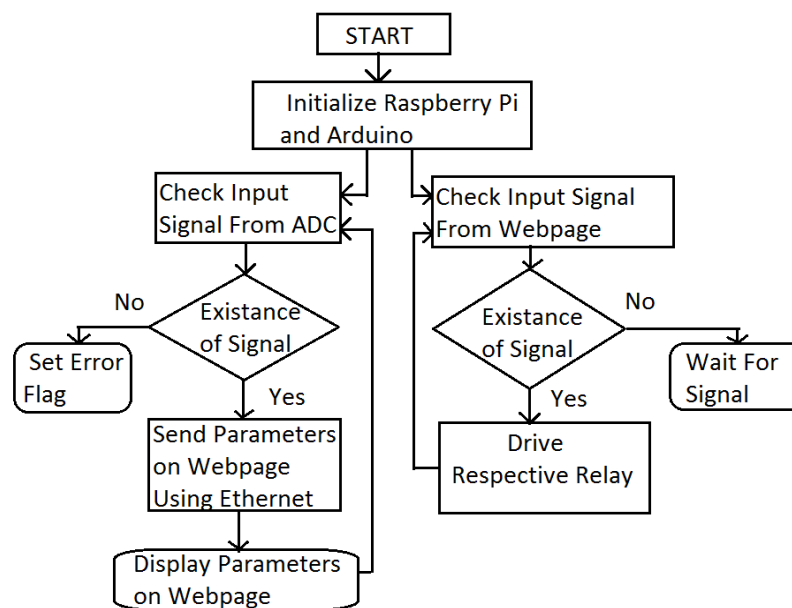 START
Initialize Raspberry Pi
and Arduino
Check Input
Signal From ADC
Check Input Signal
From Webpage
No
Existance
of Signal
No
Existance
of Signal
Set Error
Flag
Wait For
Signal
Yes
Yes
Send Parameters
on Webpage
Using Ethernet
Drive
Respective Relay
Display Parameters
on Webpage